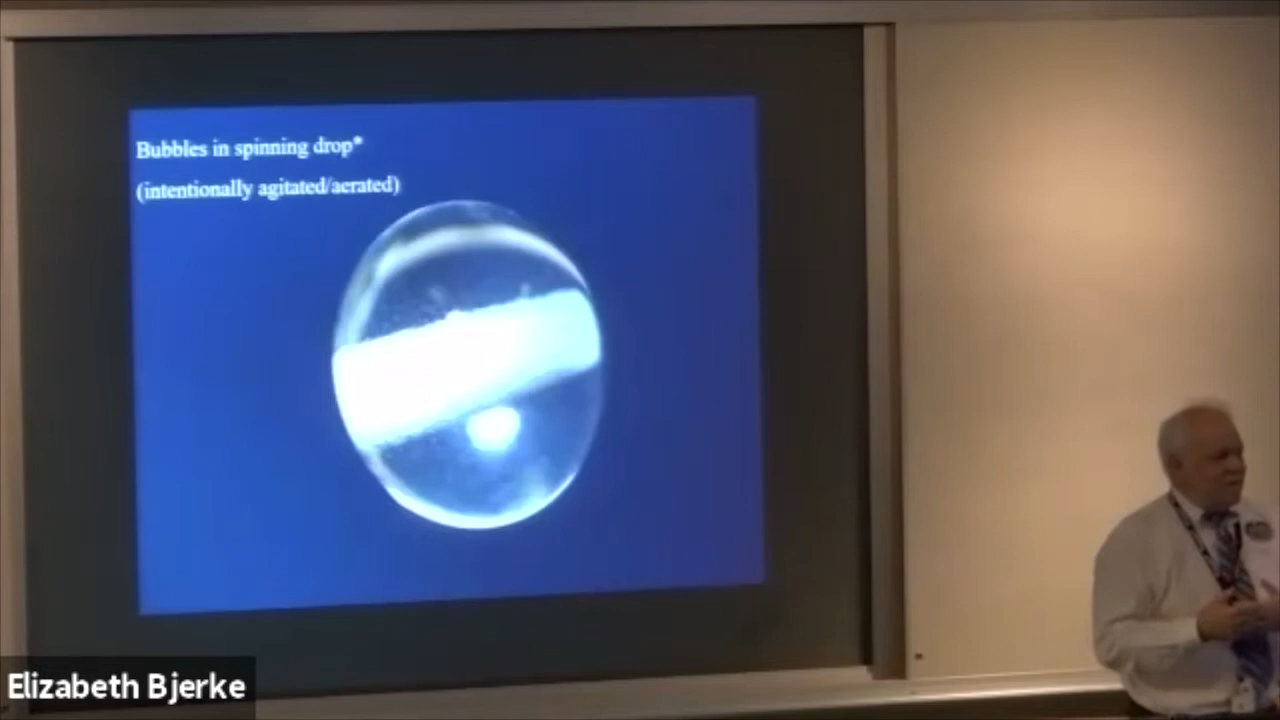 Bubbles in spinning drop*
(intentionally agitated/aerated)
Elizabeth Bjerke